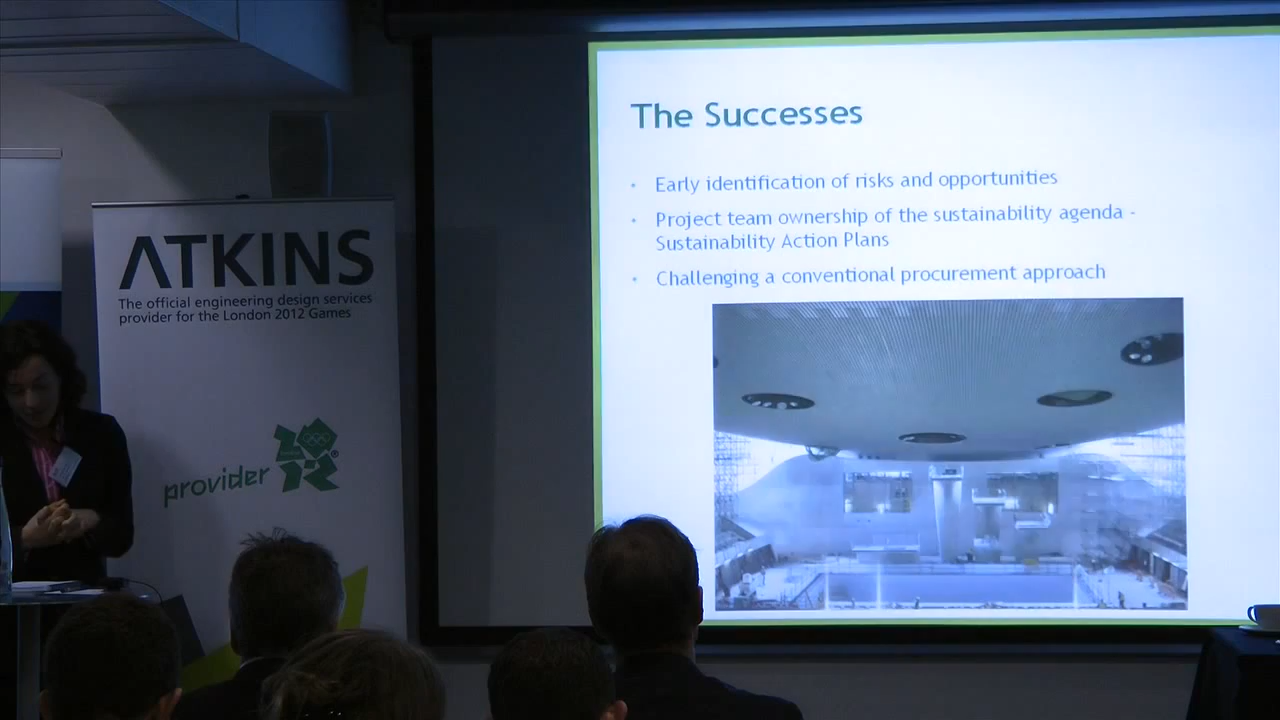 ATKINS
The official engineering design services
provider for the London 2012 Games
provider
The Successes
• Early identification of risks and opportunities
• Project team ownership of the sustainability agenda -
Sustainability Action Plans
• Challenging a conventional procurement approach